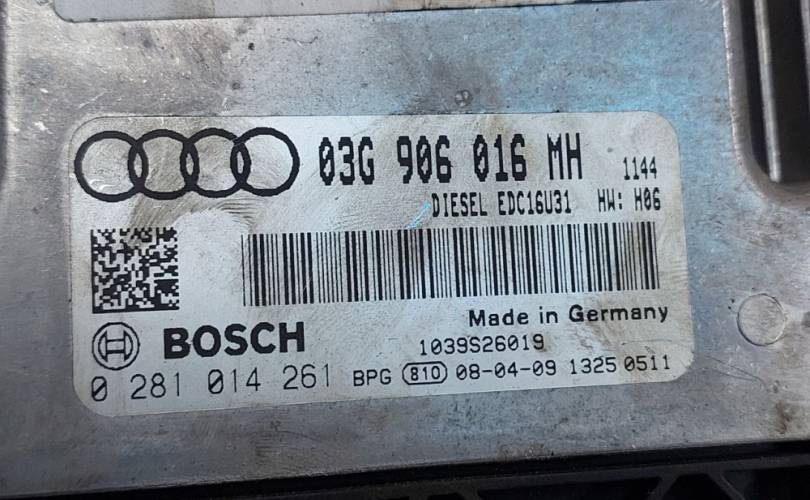 03G 906 016 MH 1144
DIESEL EDC16U31 HW: H06
Made in Germany
BOSCH 1039S26019
0 281 014 261 BPG 810 08-04-09 1325 0511